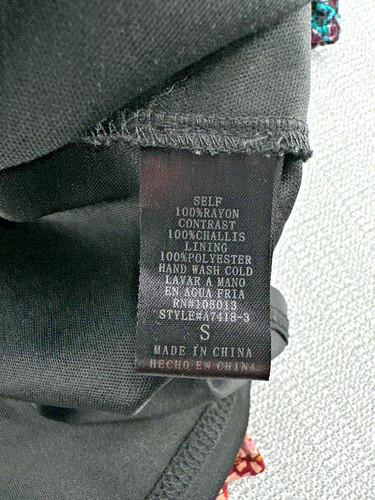 SELF
100%RAYON
CONTRAST
100%CHALLIS
LINING
100%POLYESTER
HAND WASH COLD
LAVAR A MANO
EN AGUA FRIA
RN#105013
STYLE#A7418-3
S
MADE IN CHINA
HECHO EN CHINA